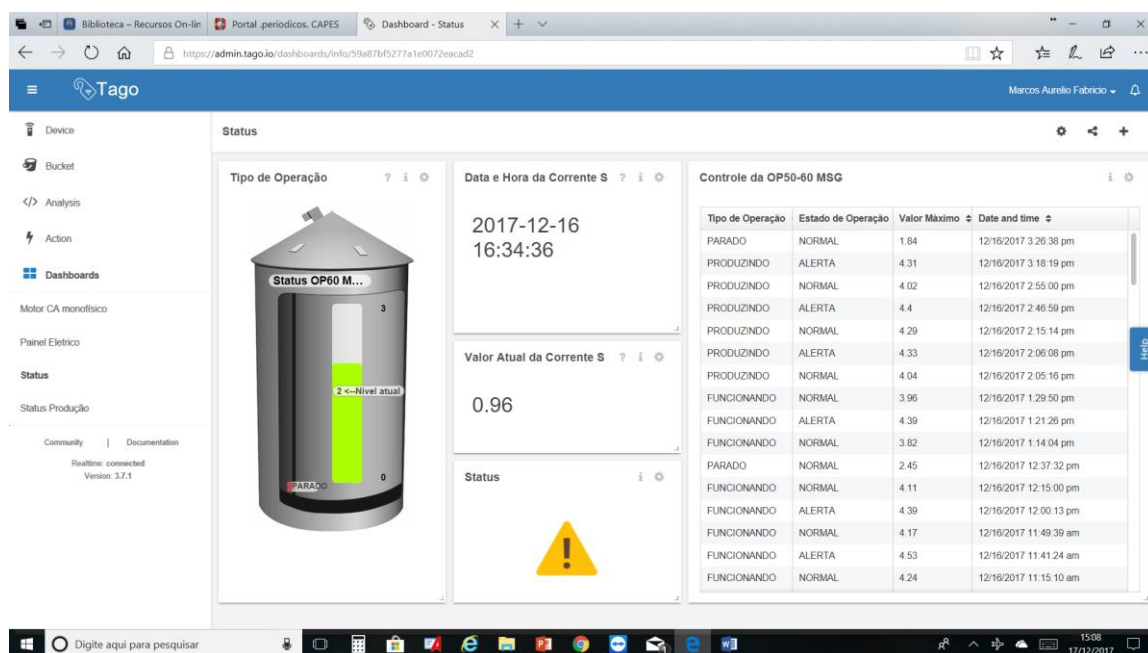 Biblioteca – Recursos On-lin
Portal .periodicos. CAPES
Dashboard - Status
https://admin.tago.io/dashboards/info/59a87bf5277a1e0072eacad2
Tago
Marcos Aurelio Fabricio
Device
Bucket
Analysis
Action
Dashboards
Motor CA monofísico
Painel Eletrico
Status
Status Produção
Community | Documentation
Realtime: connected
Version: 3.7.1
Status
Tipo de Operação
Status OP60 M...
3
2 <--Nivel atual
0
PARADO
Data e Hora da Corrente S
2017-12-16
16:34:36
Valor Atual da Corrente S
0.96
Status
Controle da OP50-60 MSG
Tipo de Operação Estado de Operação Valor Máximo Date and time
PARADO NORMAL 1.84 12/16/2017 3:26:38 pm
PRODUZINDO ALERTA 4.31 12/16/2017 3:18:19 pm
PRODUZINDO NORMAL 4.02 12/16/2017 2:55:00 pm
PRODUZINDO ALERTA 4.4 12/16/2017 2:46:59 pm
PRODUZINDO NORMAL 4.29 12/16/2017 2:15:14 pm
PRODUZINDO ALERTA 4.33 12/16/2017 2:06:08 pm
PRODUZINDO NORMAL 4.04 12/16/2017 2:05:16 pm
FUNCIONANDO NORMAL 3.96 12/16/2017 1:29:50 pm
FUNCIONANDO ALERTA 4.39 12/16/2017 1:21:26 pm
FUNCIONANDO NORMAL 3.82 12/16/2017 1:14:04 pm
PARADO NORMAL 2.45 12/16/2017 12:37:32 pm
FUNCIONANDO NORMAL 4.11 12/16/2017 12:15:00 pm
FUNCIONANDO ALERTA 4.39 12/16/2017 12:00:13 pm
FUNCIONANDO NORMAL 4.17 12/16/2017 11:49:39 am
FUNCIONANDO ALERTA 4.53 12/16/2017 11:41:24 am
FUNCIONANDO NORMAL 4.24 12/16/2017 11:15:10 am
Help
Digite aqui para pesquisar
15:08
17/12/2017